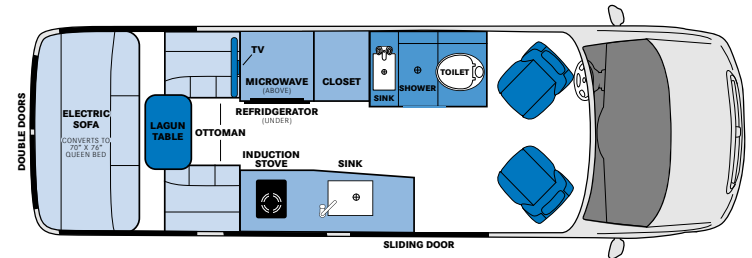 TV
MICROWAVE
(ABOVE)
CLOSET
SINK
SHOWER
TOILET
REFRIDGERATOR
(UNDER)
DOUBLE DOORS
ELECTRIC
SOFA
CONVERTS TO
70" X 76"
QUEEN BED
LAGUN
TABLE
OTTOMAN
INDUCTION
STOVE
SINK
SLIDING DOOR